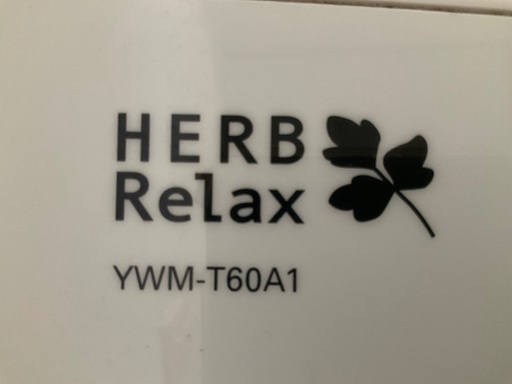 HERB
Relax
YWM-T60A1